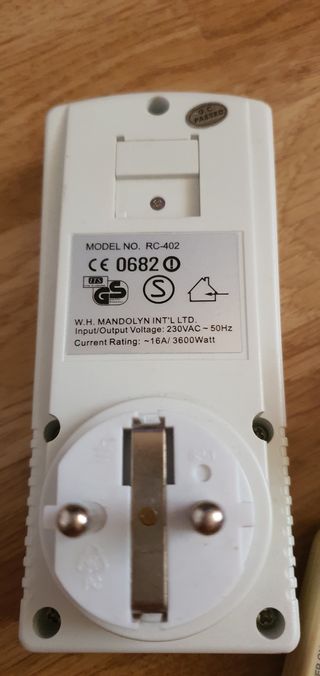 Q.C.
PASSED
MODEL NO. RC-402
CE 0682
ITS
GS
S
W.H. MANDOLYN INT'L LTD.
Input/Output Voltage: 230VAC ~ 50Hz
Current Rating: ~16A/ 3600Watt